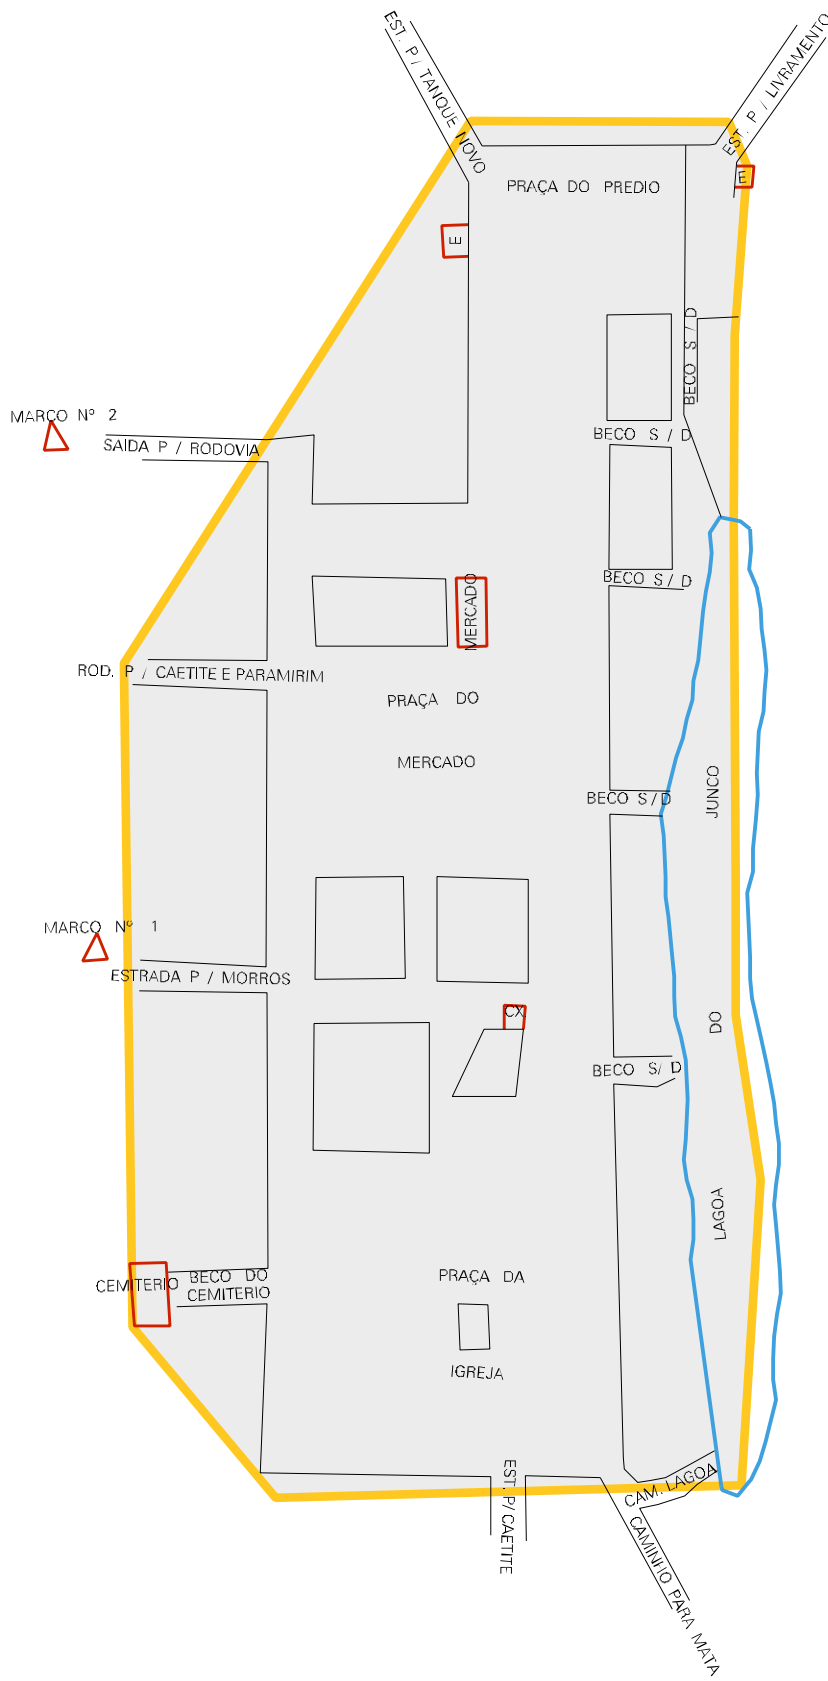 EST. P / TANQUE NOVO
EST. P / LIVRAMENTO
E
PRAÇA DO PREDIO
E
BECO S / D
MARCO Nº 2
SAIDA P / RODOVIA
BECO S / D
BECO S / D
MERCADO
ROD. P / CAETITE E PARAMIRIM
PRAÇA DO
MERCADO
JUNCO
BECO S / D
MARCO Nº 1
ESTRADA P / MORROS
CX.
DO
BECO S/ D
LAGOA
CEMITERIO
BECO DO
CEMITERIO
PRAÇA DA
IGREJA
EST. P/ CAETITE
CAM. LAGOA
CAMINHO PARA MATA